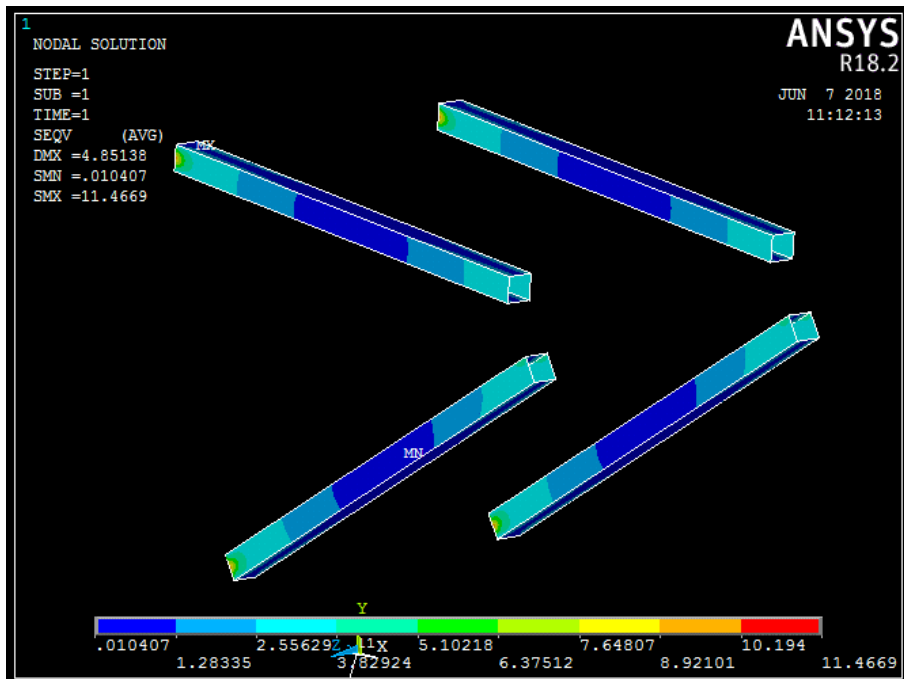 1
NODAL SOLUTION
STEP=1
SUB =1
TIME=1
SEQV (AVG)
DMX =4.85138
SMN =.010407
SMX =11.4669
ANSYS
R18.2
JUN 7 2018
11:12:13
MX
MN
Y
Z
X
.010407
1.28335
2.55629
3.82924
5.10218
6.37512
7.64807
8.92101
10.194
11.4669